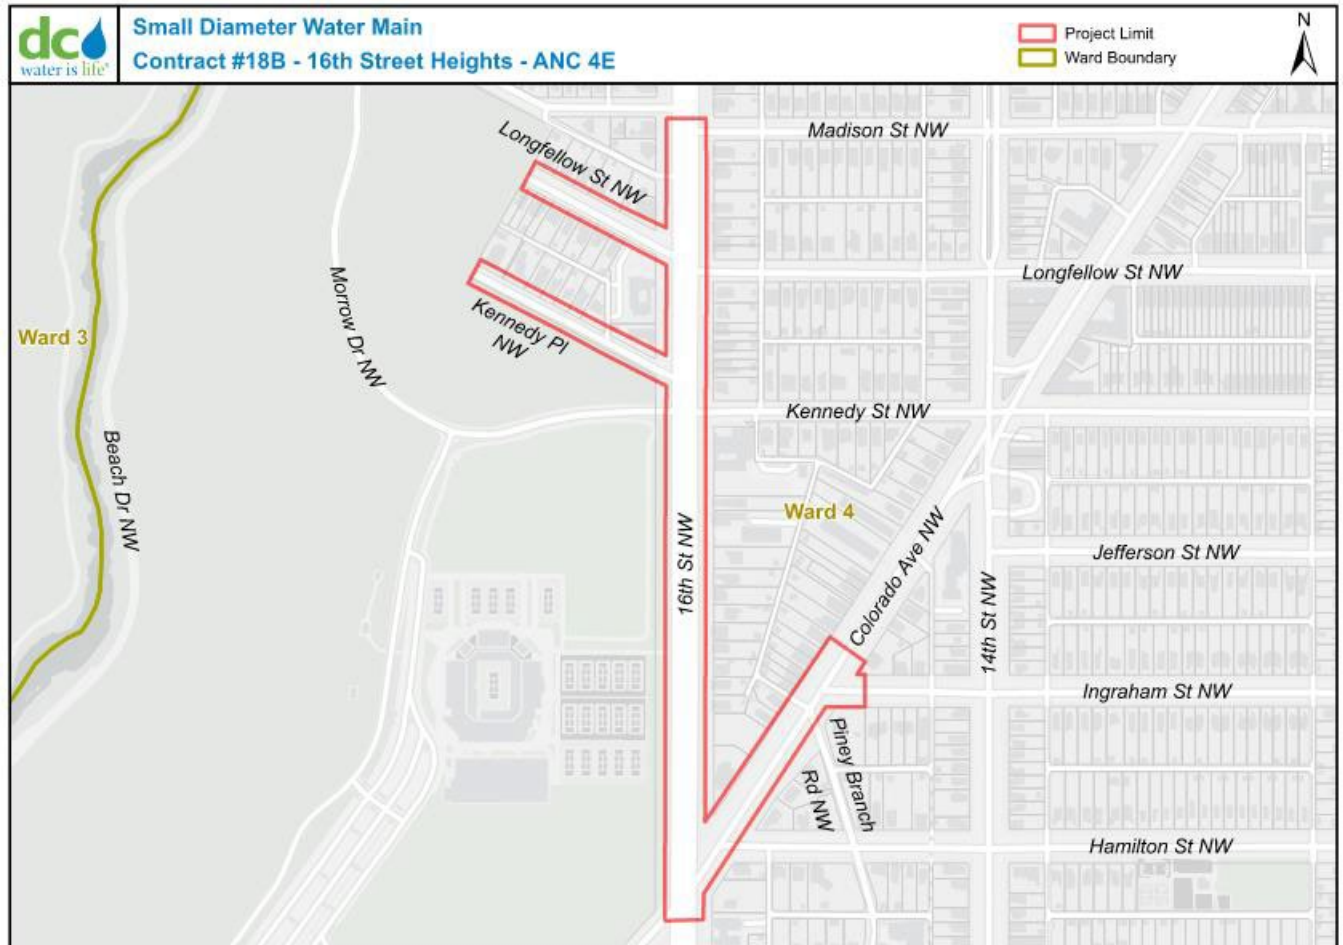 dc
water is life®
Small Diameter Water Main
Contract #18B - 16th Street Heights - ANC 4E
Project Limit
Ward Boundary
N
Madison St NW
Longfellow St NW
Longfellow St NW
Morrow Dr NW
Kennedy Pl
NW
Ward 3
Kennedy St NW
Beach Dr NW
Ward 4
16th St NW
Colorado Ave NW
Jefferson St NW
14th St NW
Ingraham St NW
Piney Branch
Rd NW
Hamilton St NW